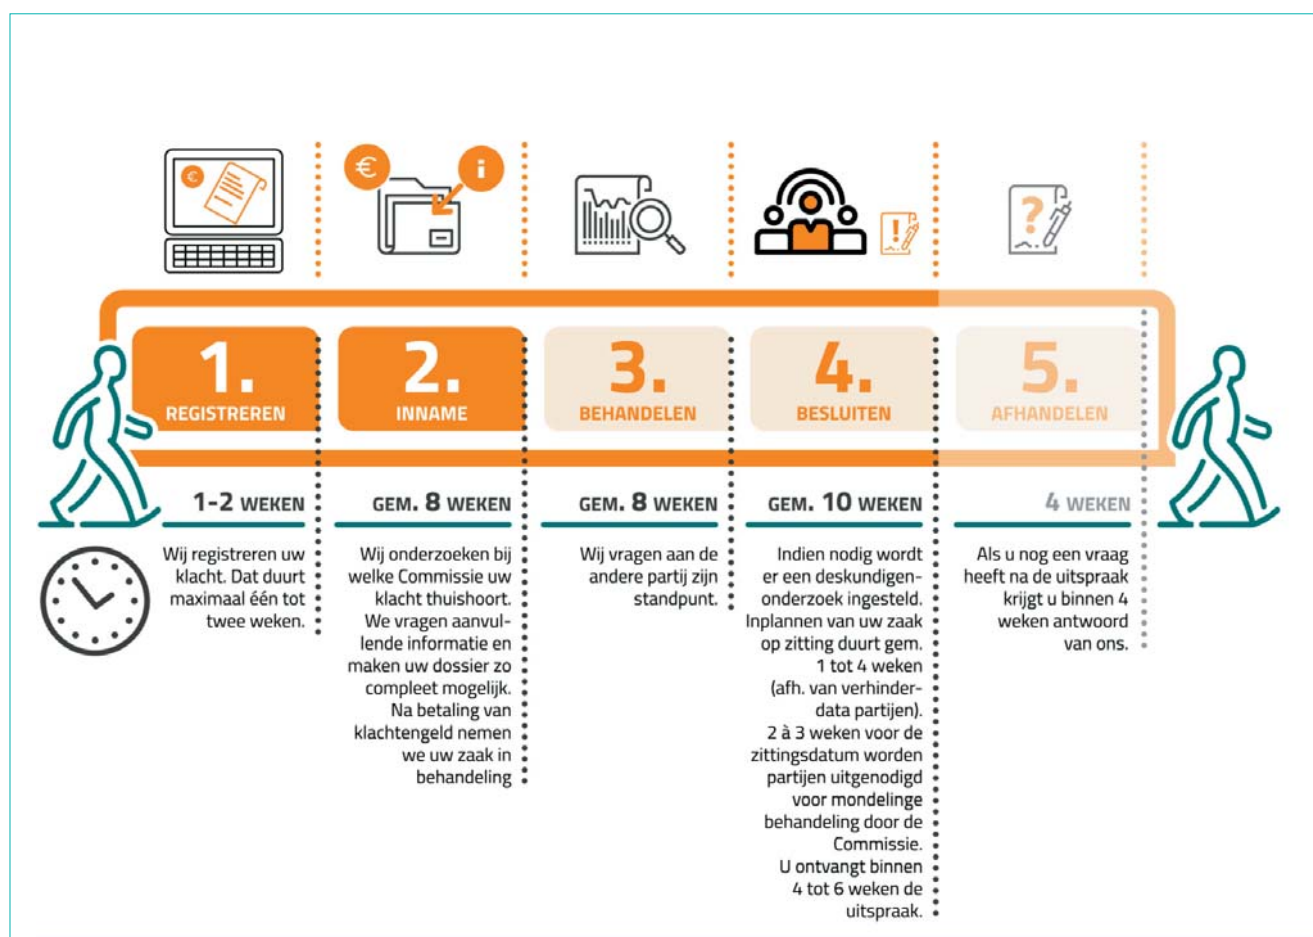 €
€
i
!
?
1.
REGISTREREN
2.
INNAME
3.
BEHANDELEN
4.
BESLUITEN
5.
AFHANDELEN
1-2 WEKEN
Wij registreren uw
klacht. Dat duurt
maximaal één tot
twee weken.
GEM. 8 WEKEN
Wij onderzoeken bij
welke Commissie uw
klacht thuishoort.
We vragen aanvul-
lende informatie en
maken uw dossier zo
compleet mogelijk.
Na betaling van
klachtengeld nemen
we uw zaak in
behandeling
GEM. 8 WEKEN
Wij vragen aan de
andere partij zijn
standpunt.
GEM. 10 WEKEN
Indien nodig wordt
er een deskundigen-
onderzoek ingesteld.
Inplannen van uw zaak
op zitting duurt gem.
1 tot 4 weken
(afh. van verhinder-
data partijen).
2 à 3 weken voor de
zittingsdatum worden
partijen uitgenodigd
voor mondelinge
behandeling door de
Commissie.
U ontvangt binnen
4 tot 6 weken de
uitspraak.
4 WEKEN
Als u nog een vraag
heeft na de uitspraak
krijgt u binnen 4
weken antwoord
van ons.